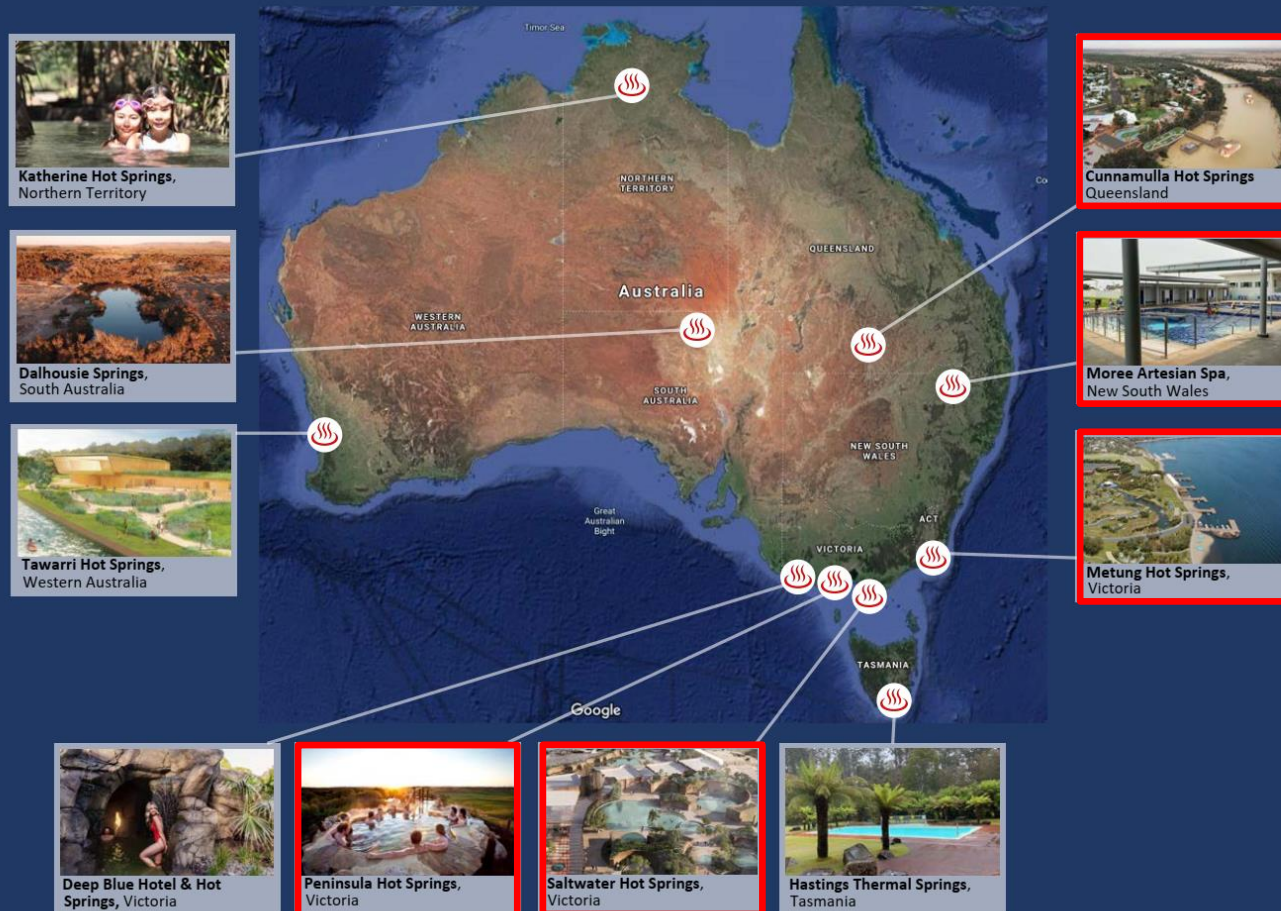 Timor Sea
Katherine Hot Springs,
Northern Territory
Cunnamulla Hot Springs
Queensland
NORTHERN
TERRITORY
Co
QUEENSLAND
Dalhousie Springs,
South Australia
Australia
WESTERN
AUSTRALIA
Moree Artesian Spa,
New South Wales
SOUTH
AUSTRALIA
NEW SOUTH
WALES
Great
Australian
Bight
ACT
VICTORIA
Tawarri Hot Springs,
Western Australia
Metung Hot Springs,
Victoria
TASMANIA
Google
Deep Blue Hotel & Hot
Springs, Victoria
Peninsula Hot Springs,
Victoria
Saltwater Hot Springs,
Victoria
Hastings Thermal Springs,
Tasmania